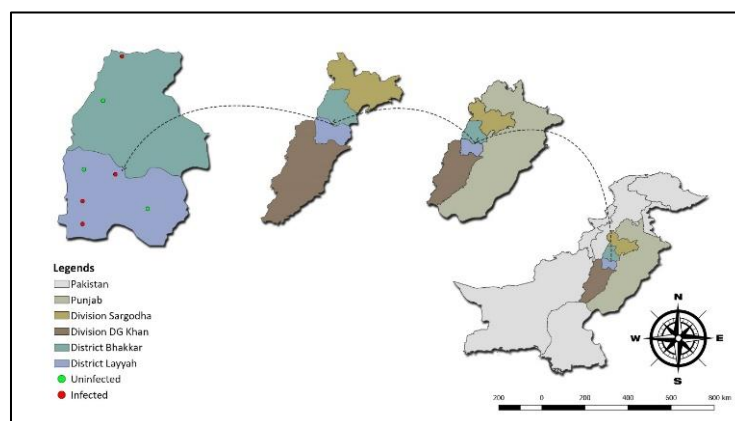 Legends
Pakistan
Punjab
Division Sargodha
Division DG Khan
District Bhakkar
District Layyah
Uninfected
Infected
N
W E
S
200 0 200 400 600 800 km